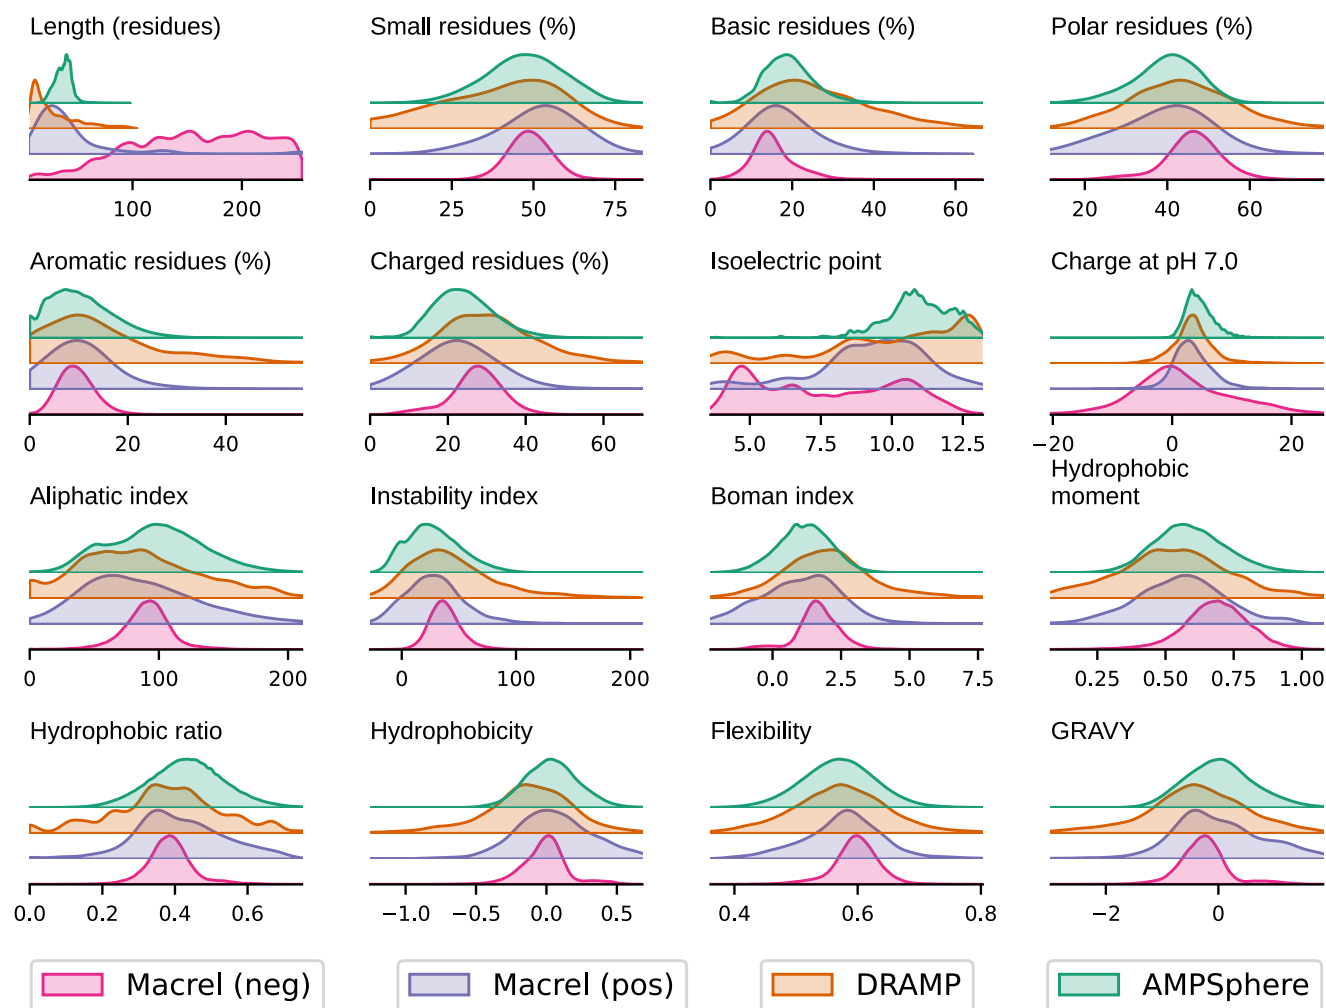 Length (residues)
Small residues (%)
Basic residues (%)
Polar residues (%)
100 200
0 25 50 75
0 20 40 60
20 40 60
Aromatic residues (%)
Charged residues (%)
Isoelectric point
Charge at pH 7.0
0 20 40
0 20 40 60
5.0 7.5 10.0 12.5
−20 0 20
Aliphatic index
Instability index
Boman index
Hydrophobic
moment
0 100 200
0 100 200
0.0 2.5 5.0 7.5
0.25 0.50 0.75 1.00
Hydrophobic ratio
Hydrophobicity
Flexibility
GRAVY
0.0 0.2 0.4 0.6
−1.0 −0.5 0.0 0.5
0.4 0.6 0.8
−2 0
Macrel (neg)
Macrel (pos)
DRAMP
AMPSphere